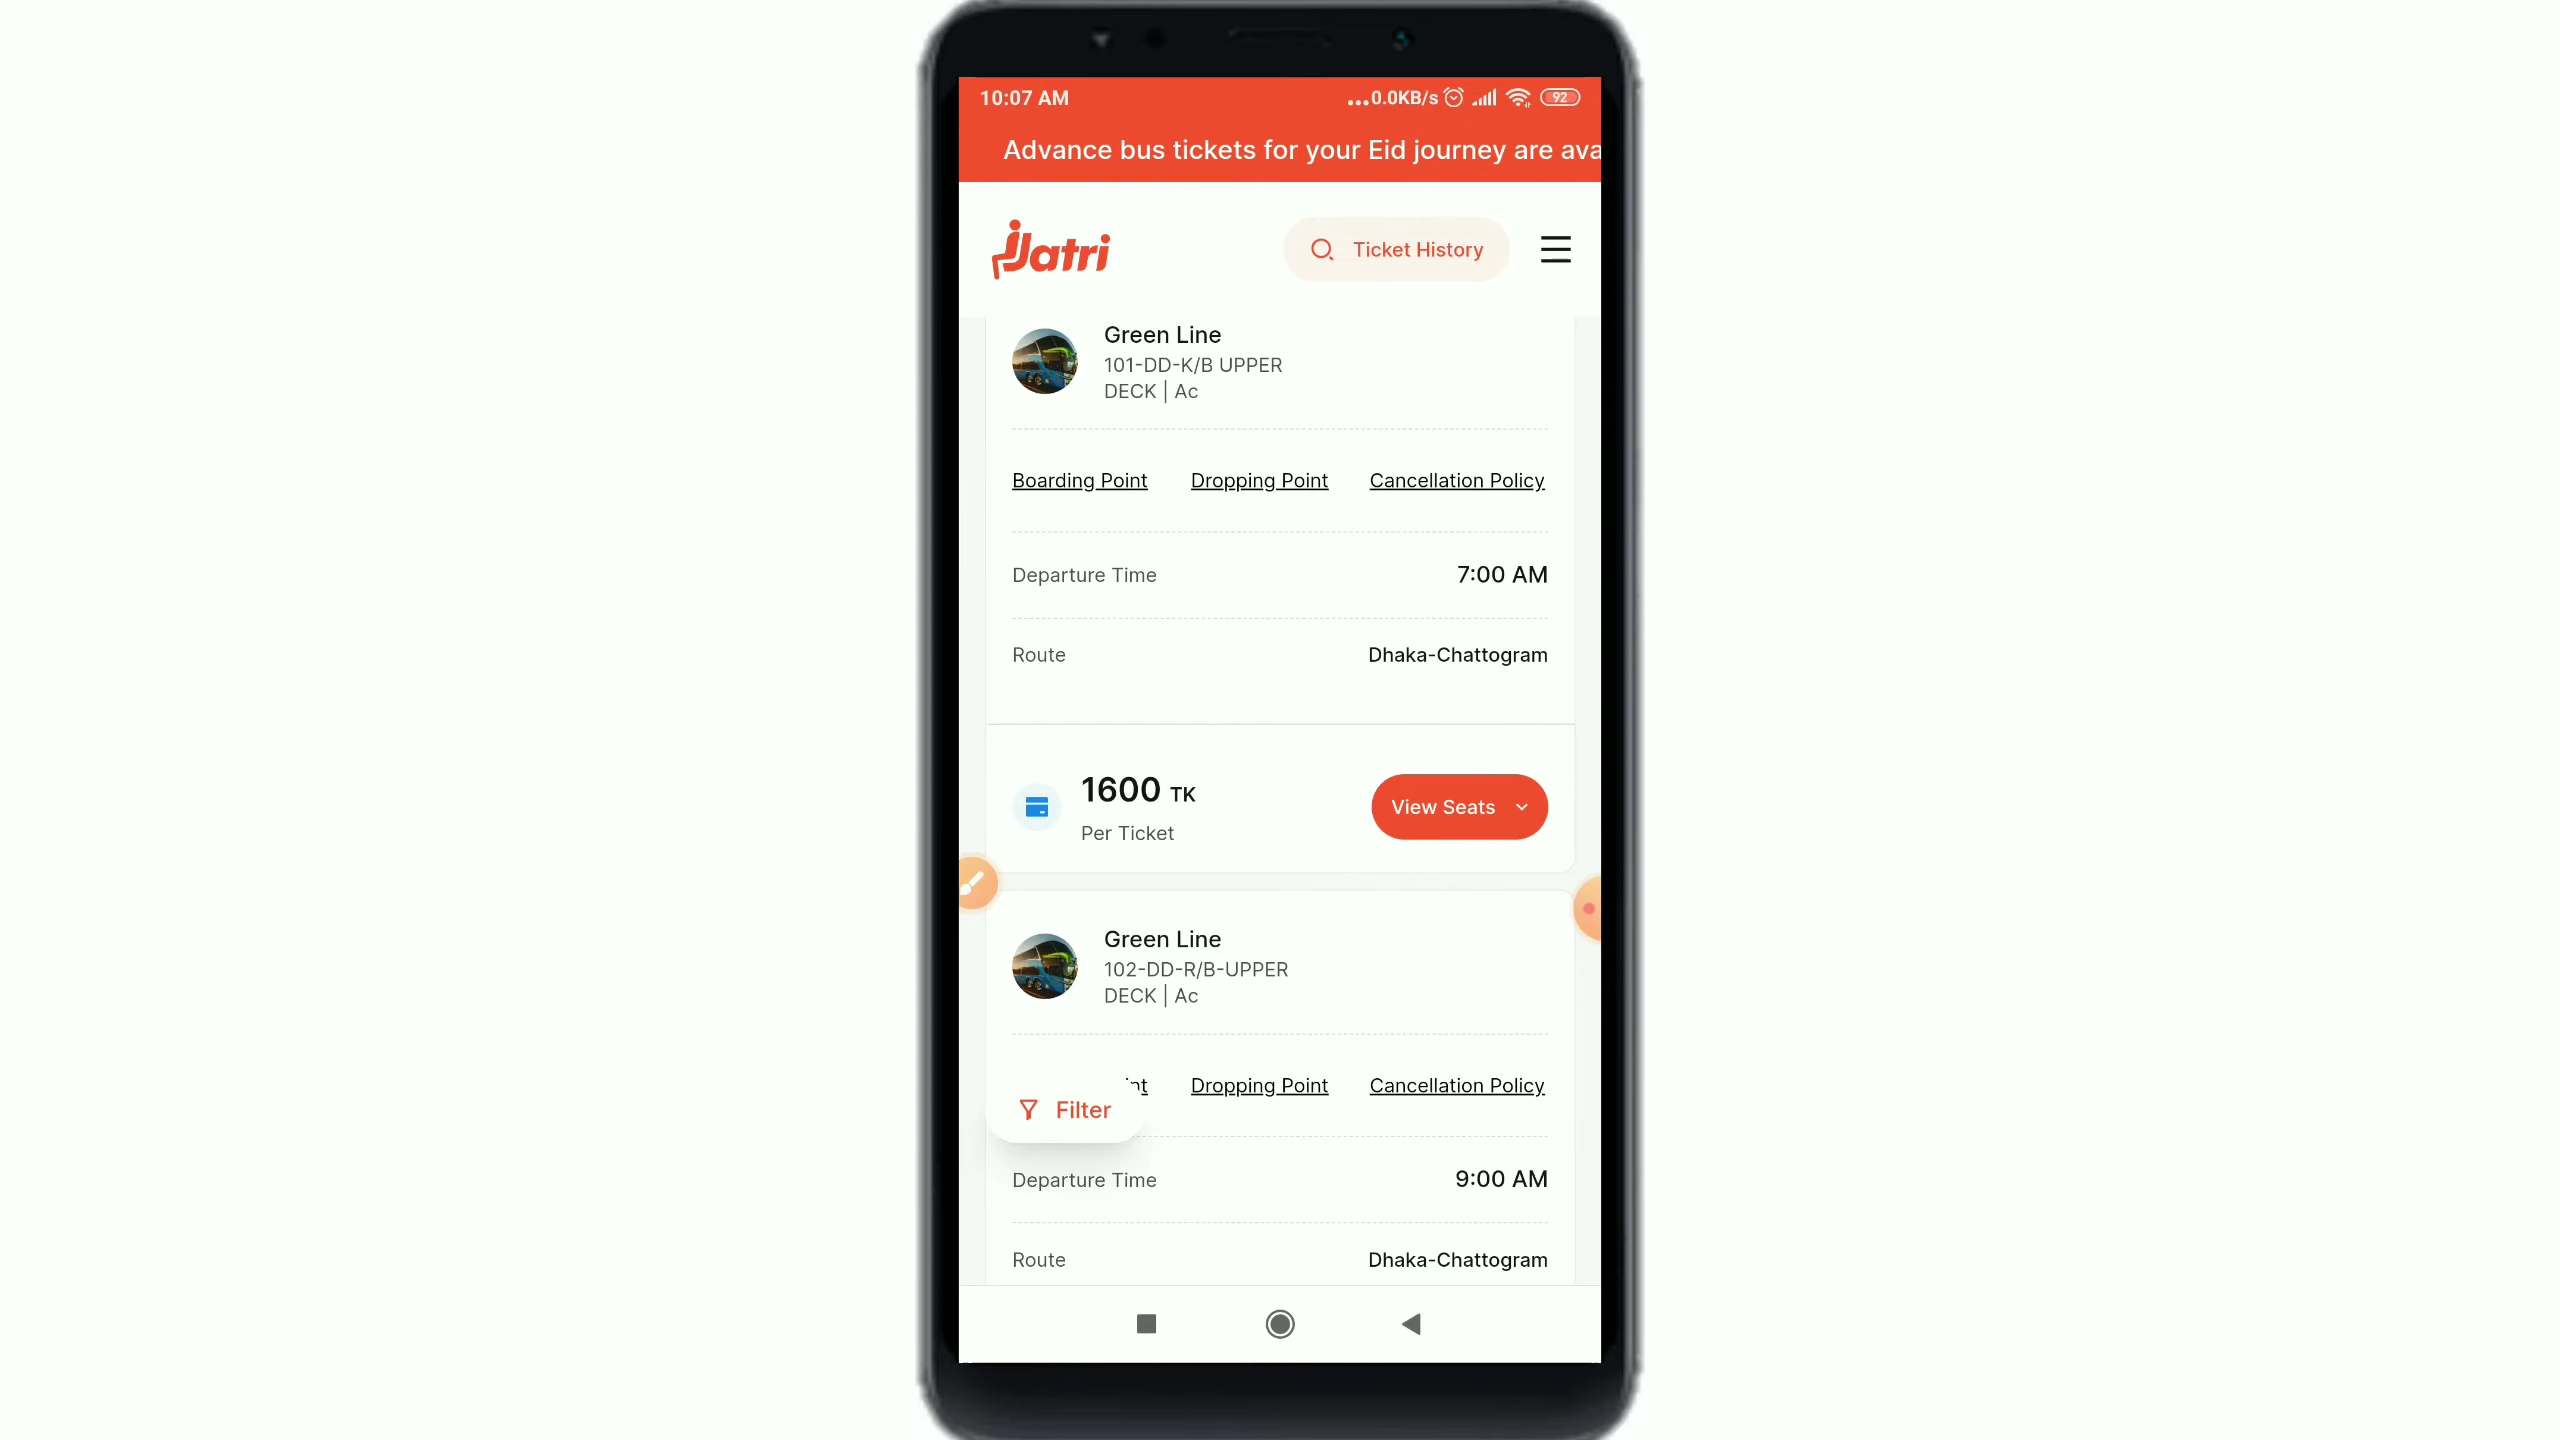 10:07 AM
...0.0KB/s
92
Advance bus tickets for your Eid journey are ava
Jatri
Ticket History
Green Line
101-DD-K/B UPPER
DECK | Ac
Boarding Point
Dropping Point
Cancellation Policy
Departure Time
7:00 AM
Route
Dhaka-Chattogram
1600 TK
Per Ticket
View Seats
Green Line
102-DD-R/B-UPPER
DECK | Ac
int
Dropping Point
Cancellation Policy
Filter
Departure Time
9:00 AM
Route
Dhaka-Chattogram